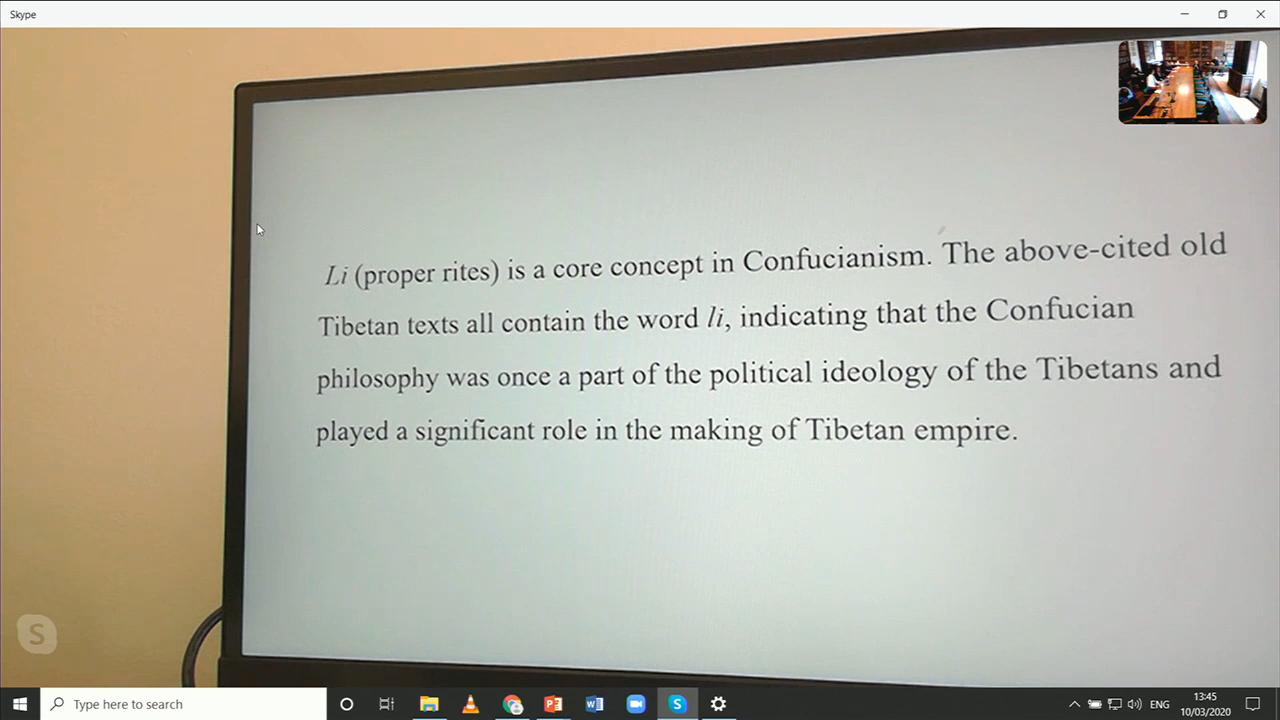 Skype
Li (proper rites) is a core concept in Confucianism. The above-cited old
Tibetan texts all contain the word li, indicating that the Confucian
philosophy was once a part of the political ideology of the Tibetans and
played a significant role in the making of Tibetan empire.
S
Type here to search
P
W
S
ENG
13:45
10/03/2020